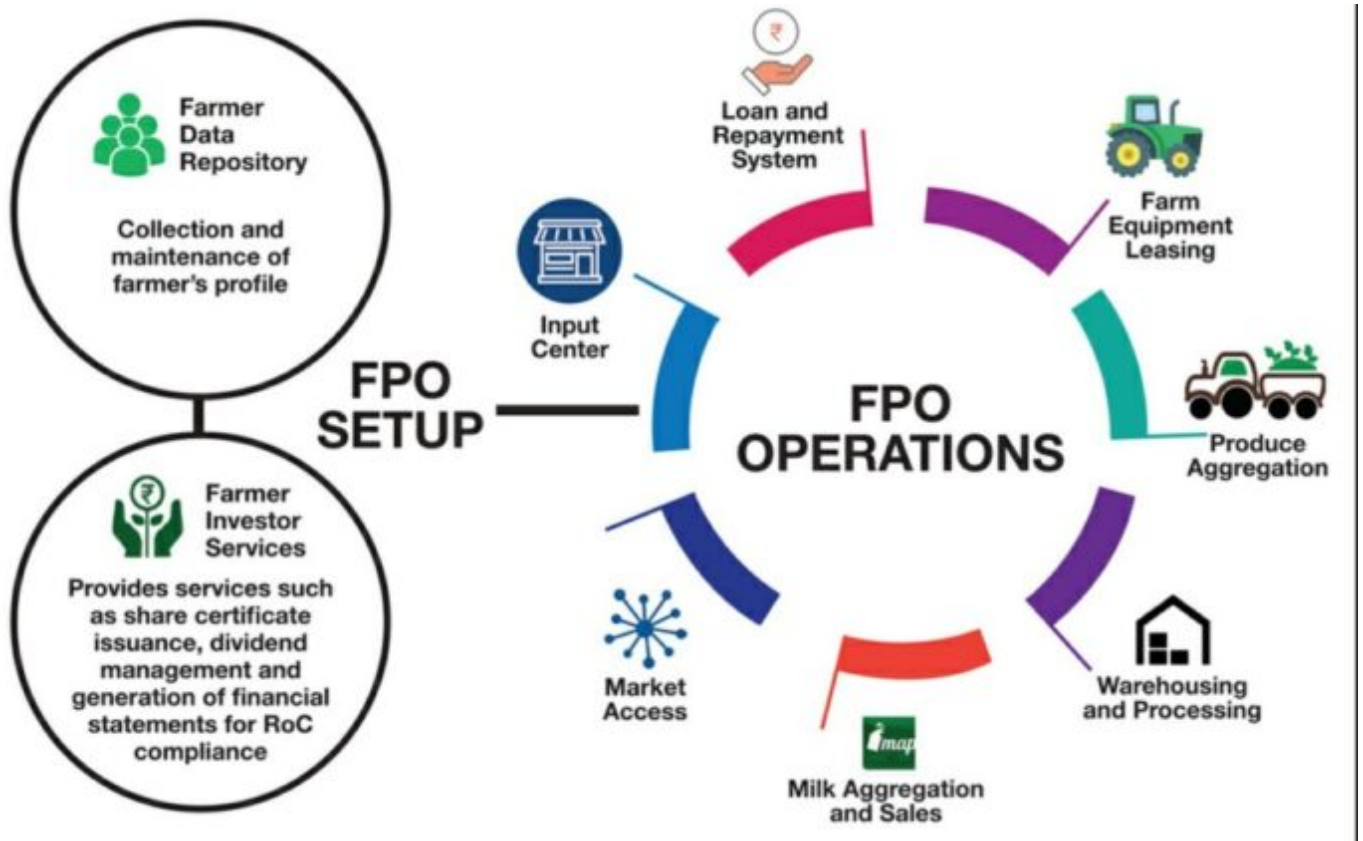 Farmer
Data
Repository
Collection and
maintenance of
farmer's profile
FPO
SETUP
₹
Farmer
Investor
Services
Provides services such
as share certificate
issuance, dividend
management and
generation of financial
statements for RoC
compliance
FPO
OPERATIONS
₹
Loan and
Repayment
System
Farm
Equipment
Leasing
Produce
Aggregation
Warehousing
and Processing
map
Milk Aggregation
and Sales
Market
Access
Input
Center